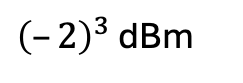 (– 2)³ dBm